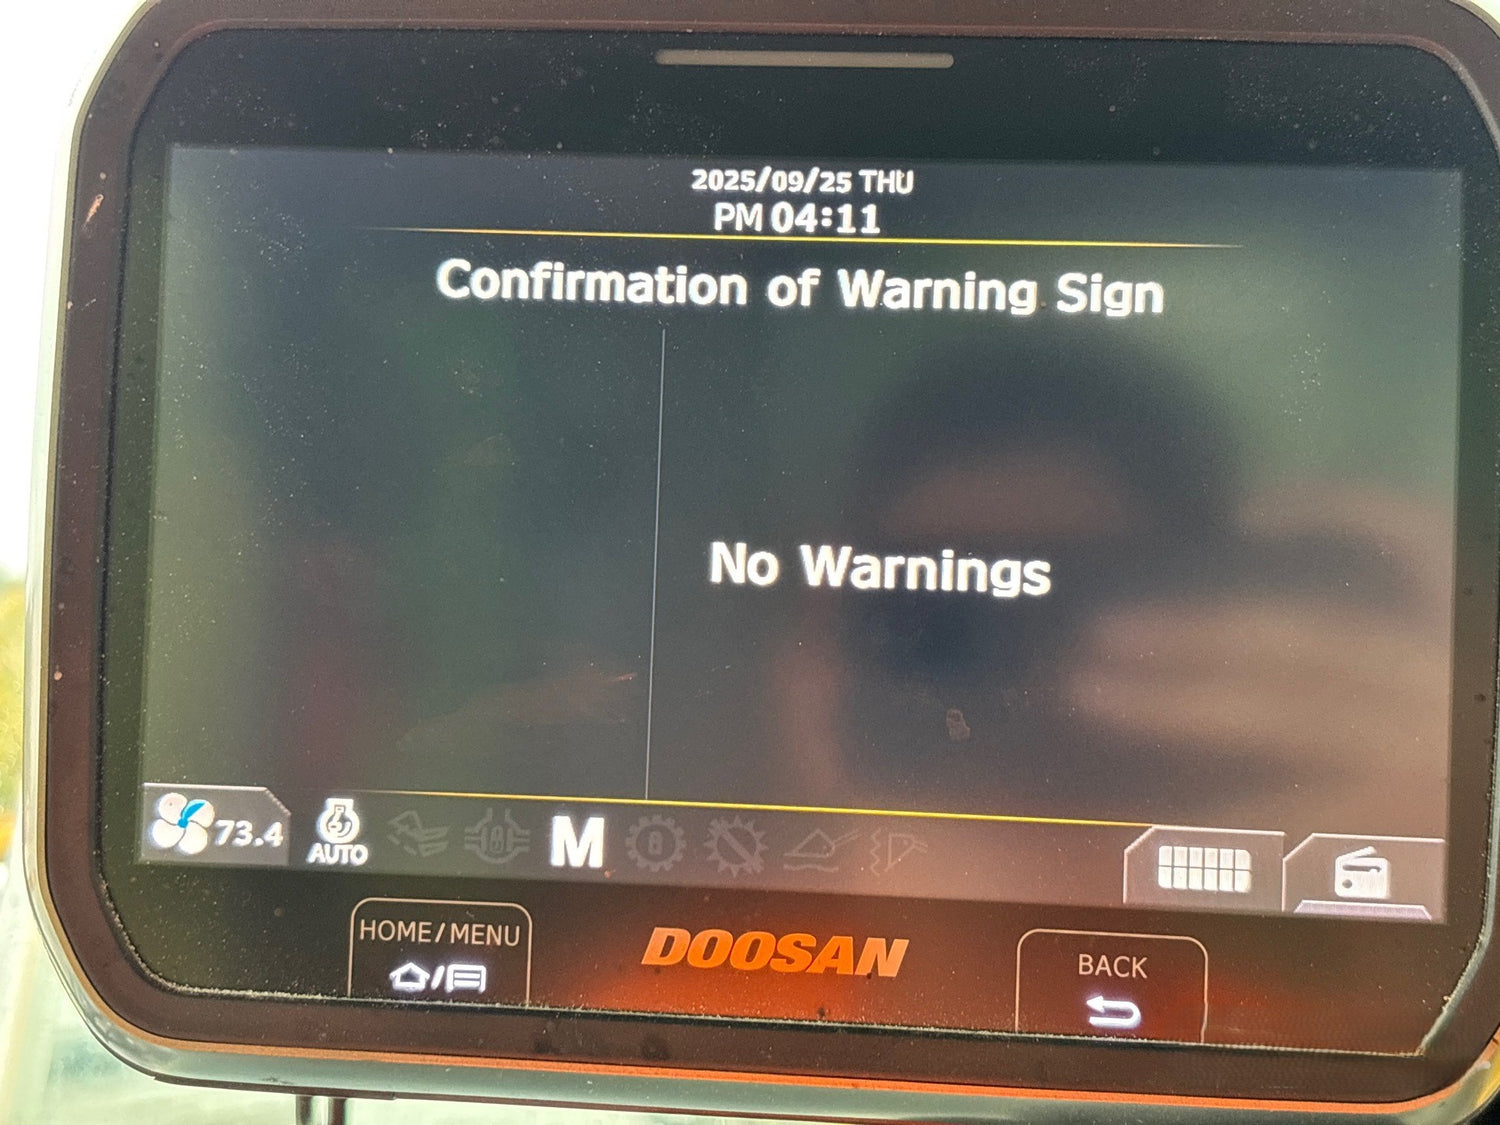 2025/09/25 THU
PM 04:11
Confirmation of Warning Sign
No Warnings
73.4
AUTO
M
HOME/MENU
DOOSAN
BACK